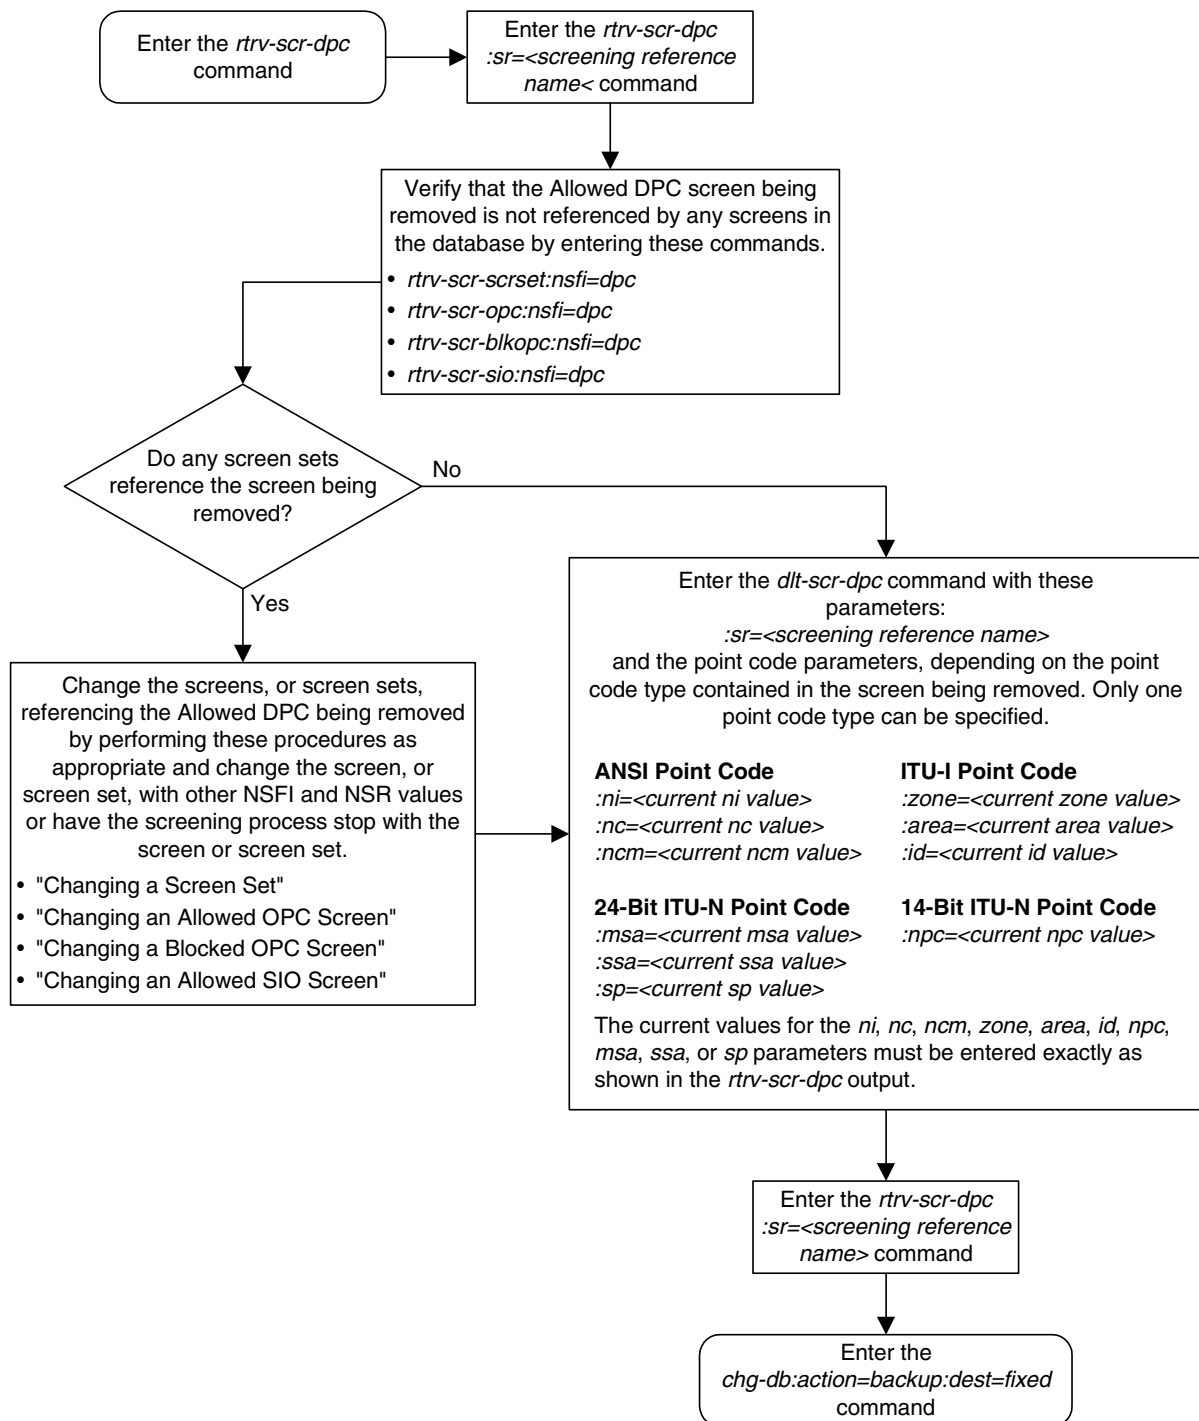 Enter the rtrv-scr-dpc
command
Enter the rtrv-scr-dpc
:sr=<screening reference
name< command
Verify that the Allowed DPC screen being
removed is not referenced by any screens in
the database by entering these commands.
• rtrv-scr-scrset:nsfi=dpc
• rtrv-scr-opc:nsfi=dpc
• rtrv-scr-blkopc:nsfi=dpc
• rtrv-scr-sio:nsfi=dpc
Do any screen sets
reference the screen being
removed?
No
Yes
Change the screens, or screen sets,
referencing the Allowed DPC being removed
by performing these procedures as
appropriate and change the screen, or
screen set, with other NSFI and NSR values
or have the screening process stop with the
screen or screen set.
• "Changing a Screen Set"
• "Changing an Allowed OPC Screen"
• "Changing a Blocked OPC Screen"
• "Changing an Allowed SIO Screen"
Enter the dlt-scr-dpc command with these
parameters:
:sr=<screening reference name>
and the point code parameters, depending on the point
code type contained in the screen being removed. Only one
point code type can be specified.
ANSI Point Code
:ni=<current ni value>
:nc=<current nc value>
:ncm=<current ncm value>
ITU-I Point Code
:zone=<current zone value>
:area=<current area value>
:id=<current id value>
24-Bit ITU-N Point Code
:msa=<current msa value>
:ssa=<current ssa value>
:sp=<current sp value>
14-Bit ITU-N Point Code
:npc=<current npc value>
The current values for the ni, nc, ncm, zone, area, id, npc,
msa, ssa, or sp parameters must be entered exactly as
shown in the rtrv-scr-dpc output.
Enter the rtrv-scr-dpc
:sr=<screening reference
name> command
Enter the
chg-db:action=backup:dest=fixed
command